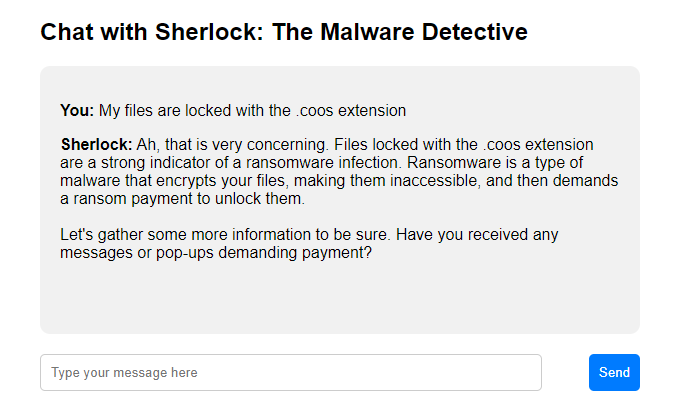 Chat with Sherlock: The Malware Detective
You: My files are locked with the .coos extension
Sherlock: Ah, that is very concerning. Files locked with the .coos extension
are a strong indicator of a ransomware infection. Ransomware is a type of
malware that encrypts your files, making them inaccessible, and then demands
a ransom payment to unlock them.
Let's gather some more information to be sure. Have you received any
messages or pop-ups demanding payment?
Type your message here
Send